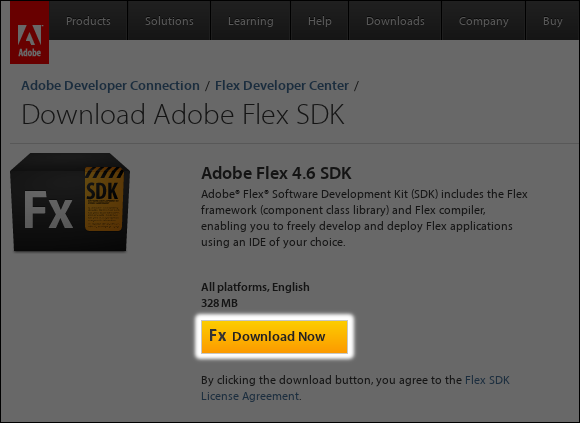 Adobe
Products Solutions Learning Help Downloads Company Buy
Adobe Developer Connection / Flex Developer Center /
Download Adobe Flex SDK
Fx SDK
Adobe Flex 4.6 SDK
Adobe® Flex® Software Development Kit (SDK) includes the Flex
framework (component class library) and Flex compiler,
enabling you to freely develop and deploy Flex applications
using an IDE of your choice.
All platforms, English
328 MB
Fx Download Now
By clicking the download button, you agree to the Flex SDK
License Agreement.